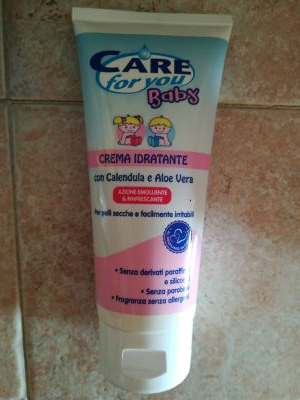 CARE
for you
Baby
CREMA IDRATANTE
con Calendula e Aloe Vera
AZIONE EMOLLIENTE
& RINFRESCANTE
Per pelli secche e facilmente irritabili
• Senza derivati paraffinici
e siliconici
• Senza parabeni
• Fragranza senza allergeni